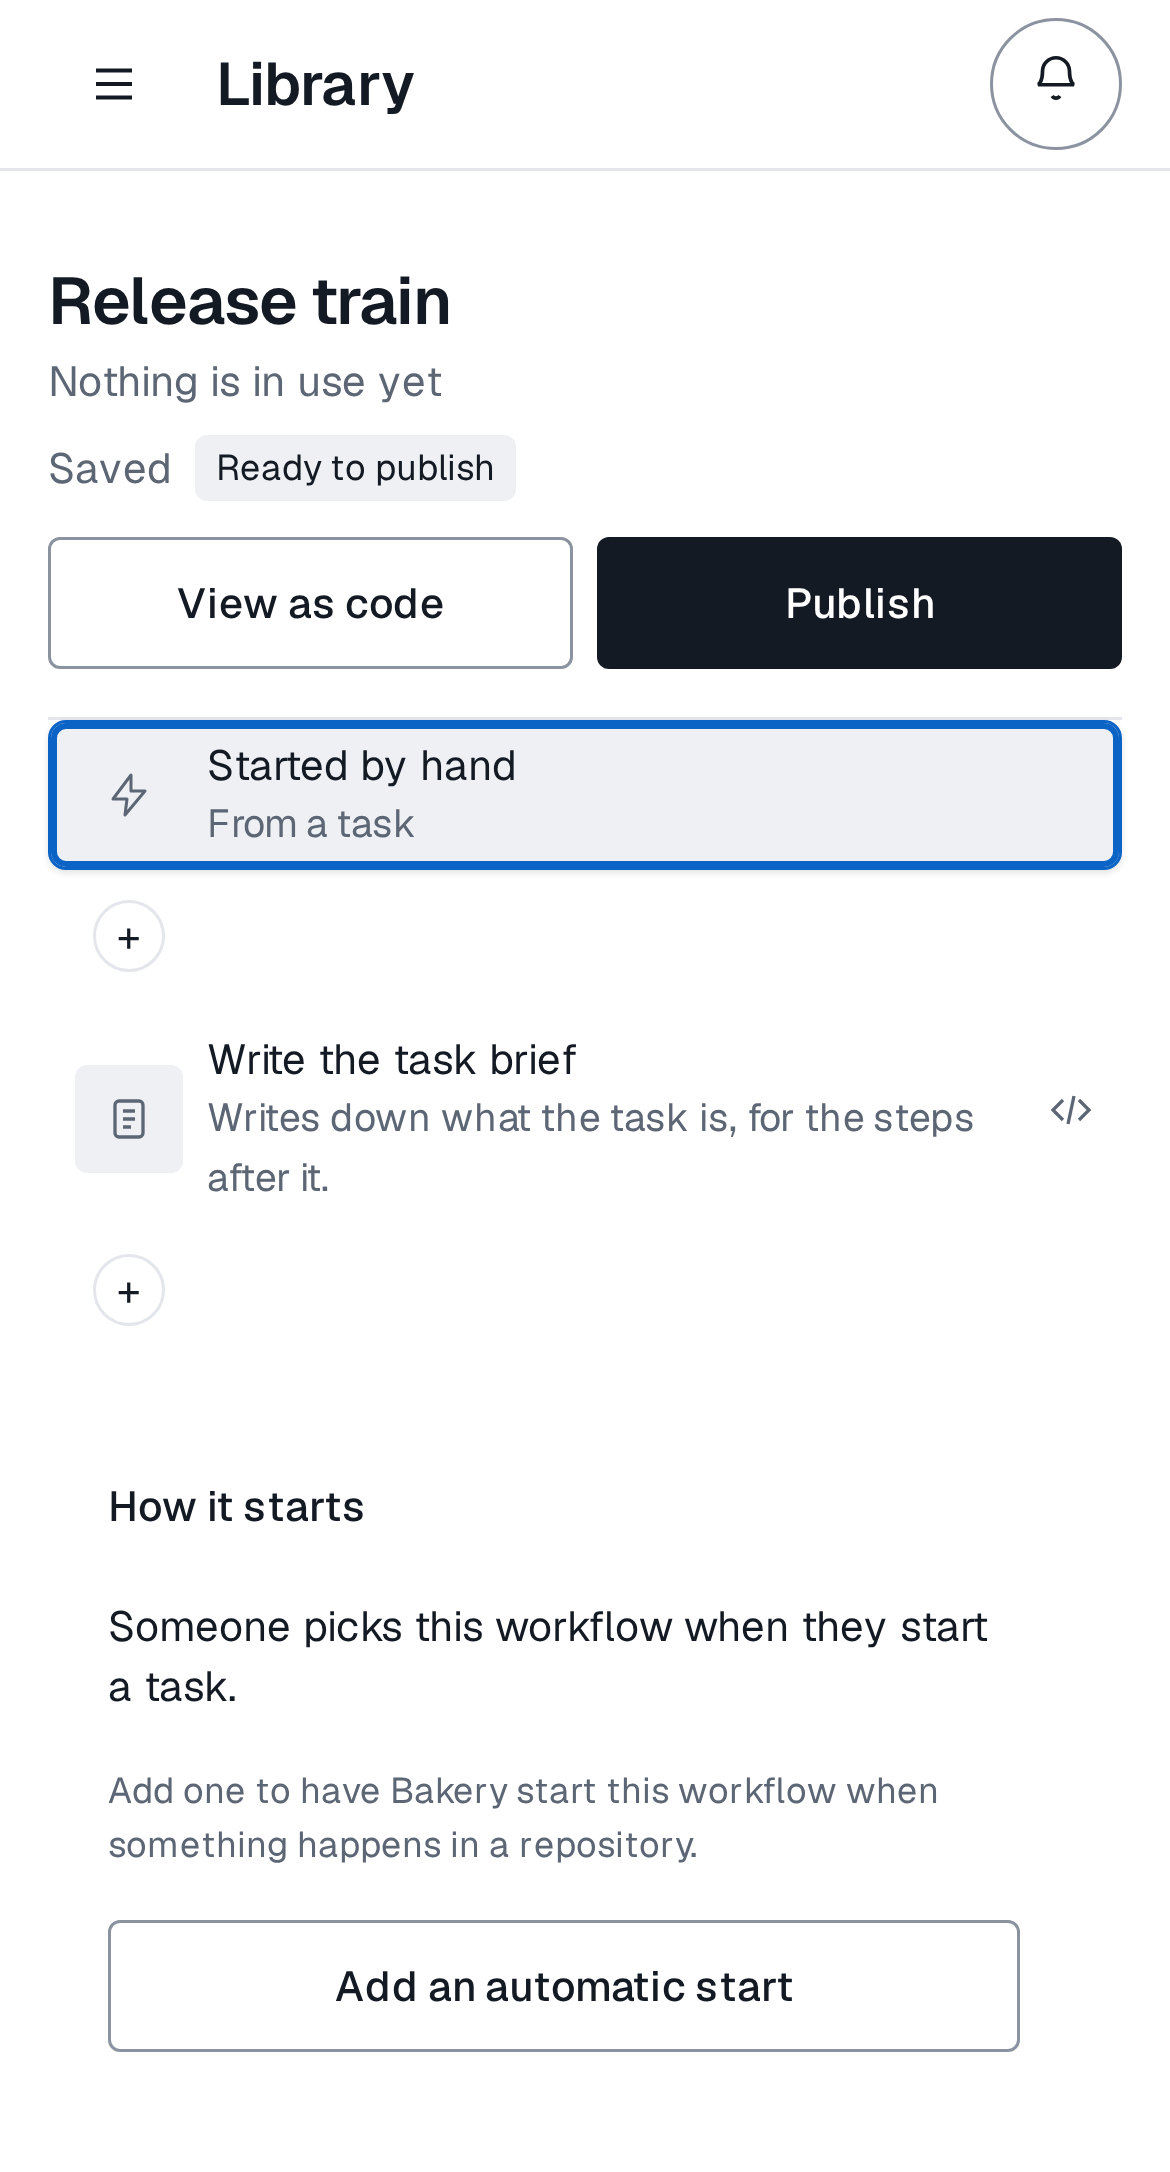 Library
Release train
Nothing is in use yet
Saved Ready to publish
View as code Publish
Started by hand
From a task
+
Write the task brief
Writes down what the task is, for the steps
after it.
+
How it starts
Someone picks this workflow when they start
a task.
Add one to have Bakery start this workflow when
something happens in a repository.
Add an automatic start